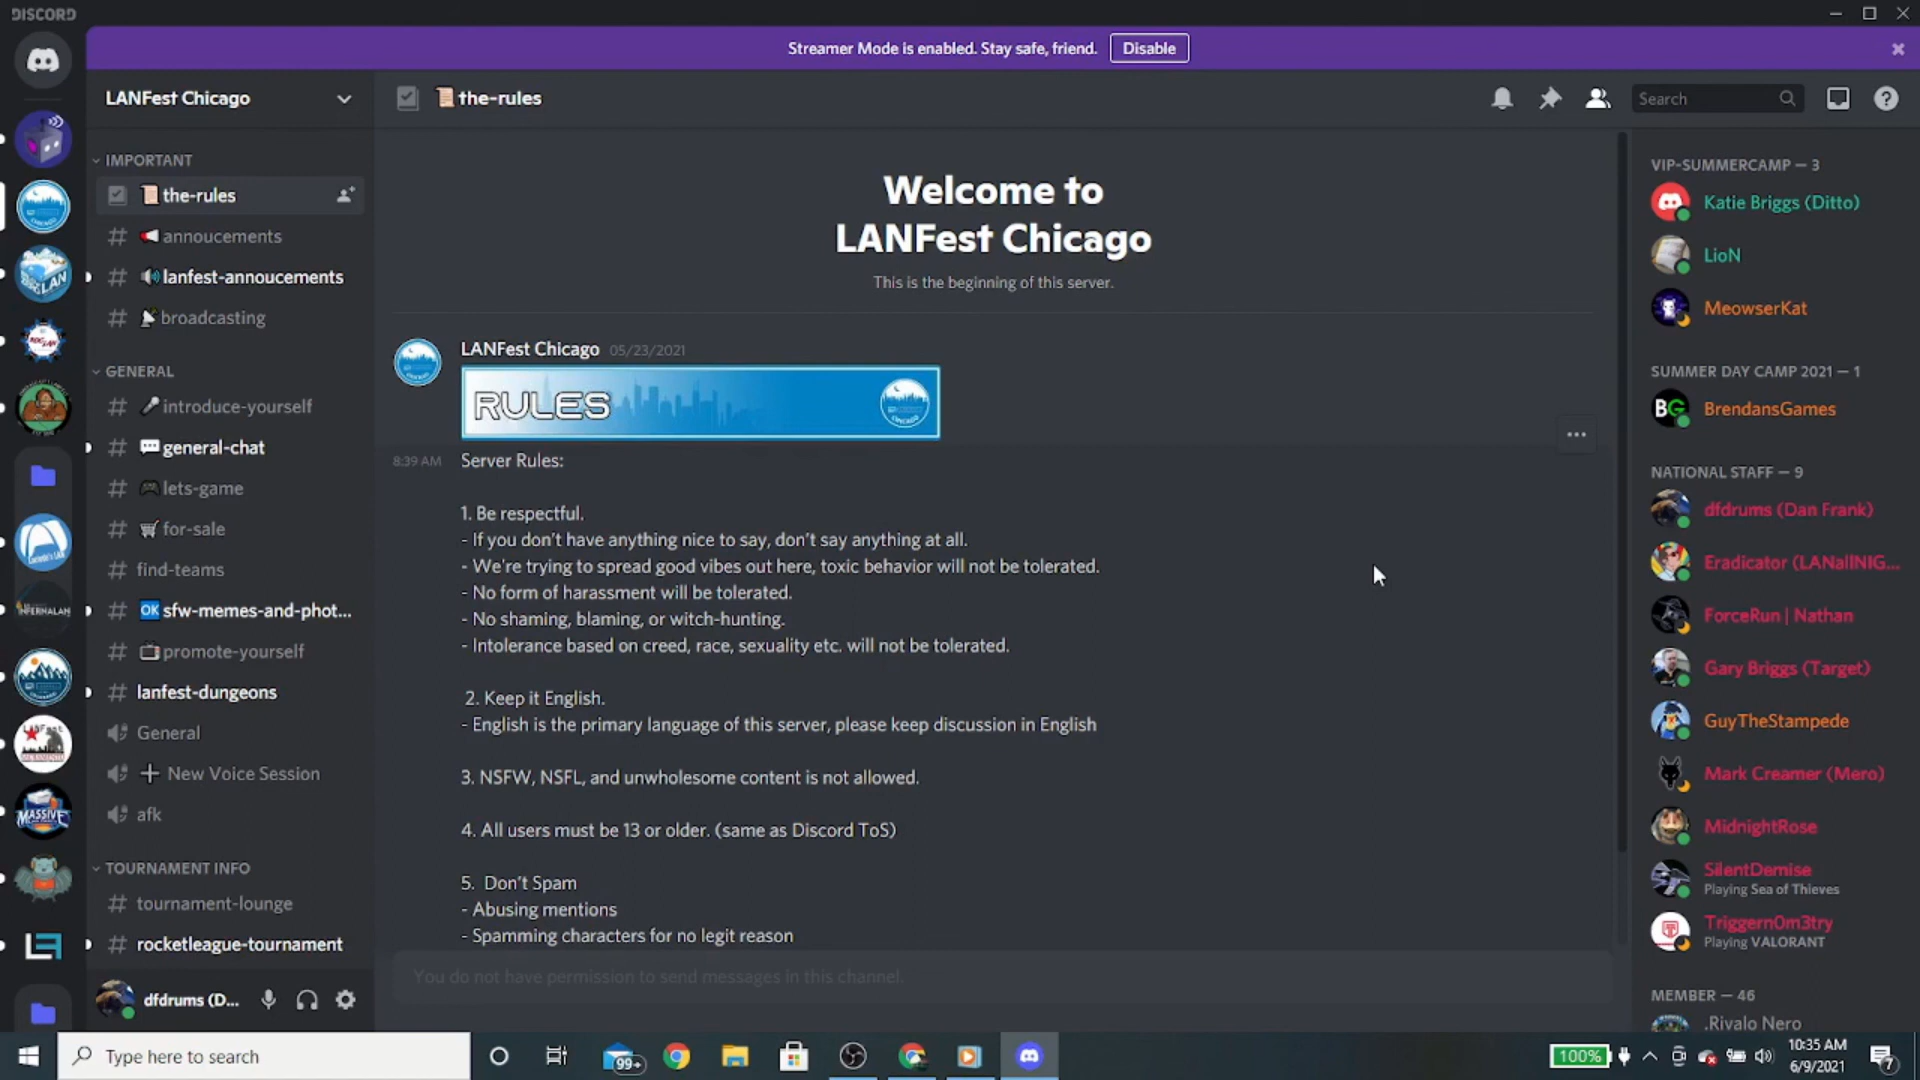 DISCORD
Streamer Mode is enabled. Stay safe, friend. Disable
LANFest Chicago
the-rules
Search
IMPORTANT
the-rules
annoucements
lanfest-annoucements
broadcasting
GENERAL
introduce-yourself
general-chat
lets-game
for-sale
find-teams
OK sfw-memes-and-phot...
promote-yourself
lanfest-dungeons
General
New Voice Session
afk
TOURNAMENT INFO
tournament-lounge
rocketleague-tournament
dfdrums (D...
Welcome to
LANFest Chicago
This is the beginning of this server.
LANFest Chicago 05/23/2021
RULES
CHICAGO
8:39 AM Server Rules:
1. Be respectful.
- If you don't have anything nice to say, don't say anything at all.
- We're trying to spread good vibes out here, toxic behavior will not be tolerated.
- No form of harassment will be tolerated.
- No shaming, blaming, or witch-hunting.
- Intolerance based on creed, race, sexuality etc. will not be tolerated.
2. Keep it English.
- English is the primary language of this server, please keep discussion in English
3. NSFW, NSFL, and unwholesome content is not allowed.
4. All users must be 13 or older. (same as Discord ToS)
5. Don't Spam
- Abusing mentions
- Spamming characters for no legit reason
You do not have permission to send messages in this channel.
VIP-SUMMERCAMP — 3
Katie Briggs (Ditto)
LioN
MeowserKat
SUMMER DAY CAMP 2021 — 1
BG BrendansGames
NATIONAL STAFF — 9
dfdrums (Dan Frank)
Eradicator (LANallNIG...
ForceRun | Nathan
Gary Briggs (Target)
GuyTheStampede
Mark Creamer (Mero)
MidnightRose
SilentDemise
Playing Sea of Thieves
Triggern0m3try
Playing VALORANT
MEMBER — 46
.Rivalo Nero
MASSIVE
Type here to search
99+
100%
10:35 AM
6/9/2021
7